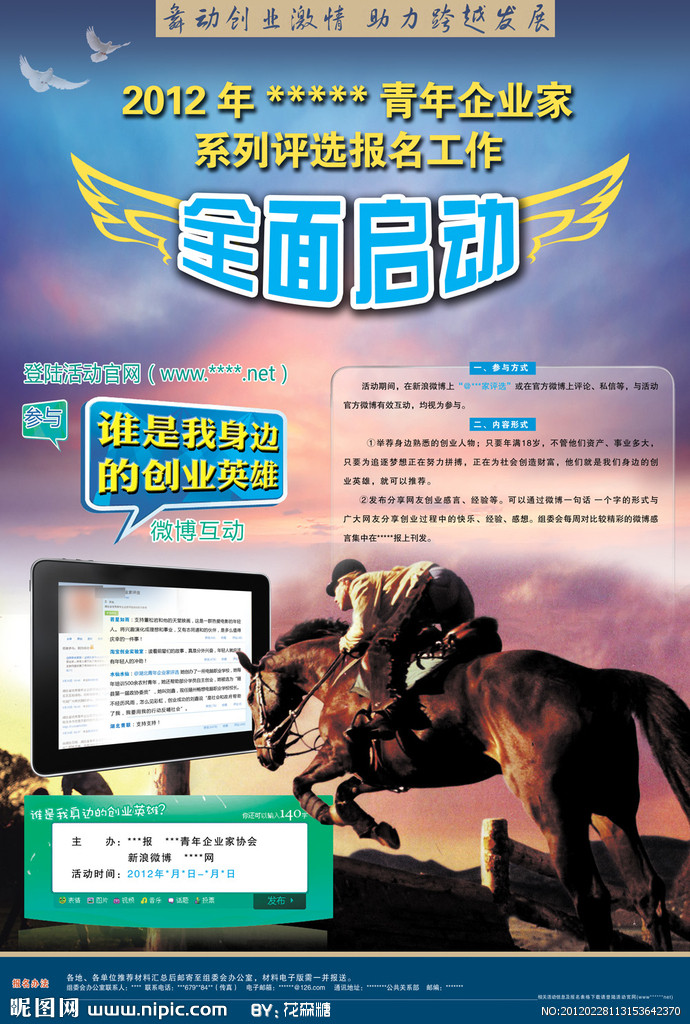 舞动创业激情 助力跨越发展
2012 年 ***** 青年企业家
系列评选报名工作
全面启动
登陆活动官网（www.****.net）
参与
谁是我身边
的创业英雄
微博互动
一、参与方式
活动期间，在新浪微博上“@***家评选”或在官方微博上评论、私信等，与活动
官方微博有效互动，均视为参与。
二、内容形式
①举荐身边熟悉的创业人物；只要年满18岁，不管他们资产、事业多大，
只要为追逐梦想正在努力拼搏，正在为社会创造财富，他们就是我们身边的创
业英雄，就可以推荐。
②发布分享网友创业感言、经验等。可以通过微博一句话 一个字的形式与
广大网友分享创业过程中的快乐、经验、感想。组委会每周对比较精彩的微博感
言集中在*****报上刊发。
谁是我身边的创业英雄？
你还可以输入140字
主 办：***报 ***青年企业家协会
新浪微博 ****网
活动时间：2012年*月*日-*月*日
表情 图片 视频 音乐 话题 投票
发布
报名办法
各地、各单位推荐材料汇总后邮寄至组委会办公室，材料电子版需一并报送。
组委会办公室联系人：**** 联系电话：***679**84**（传真） 电子邮箱：******@126.com 通讯地址：********公共关系部 邮编：*******
昵图网 www.nipic.com BY：花森糖
NO:20120228113153642370